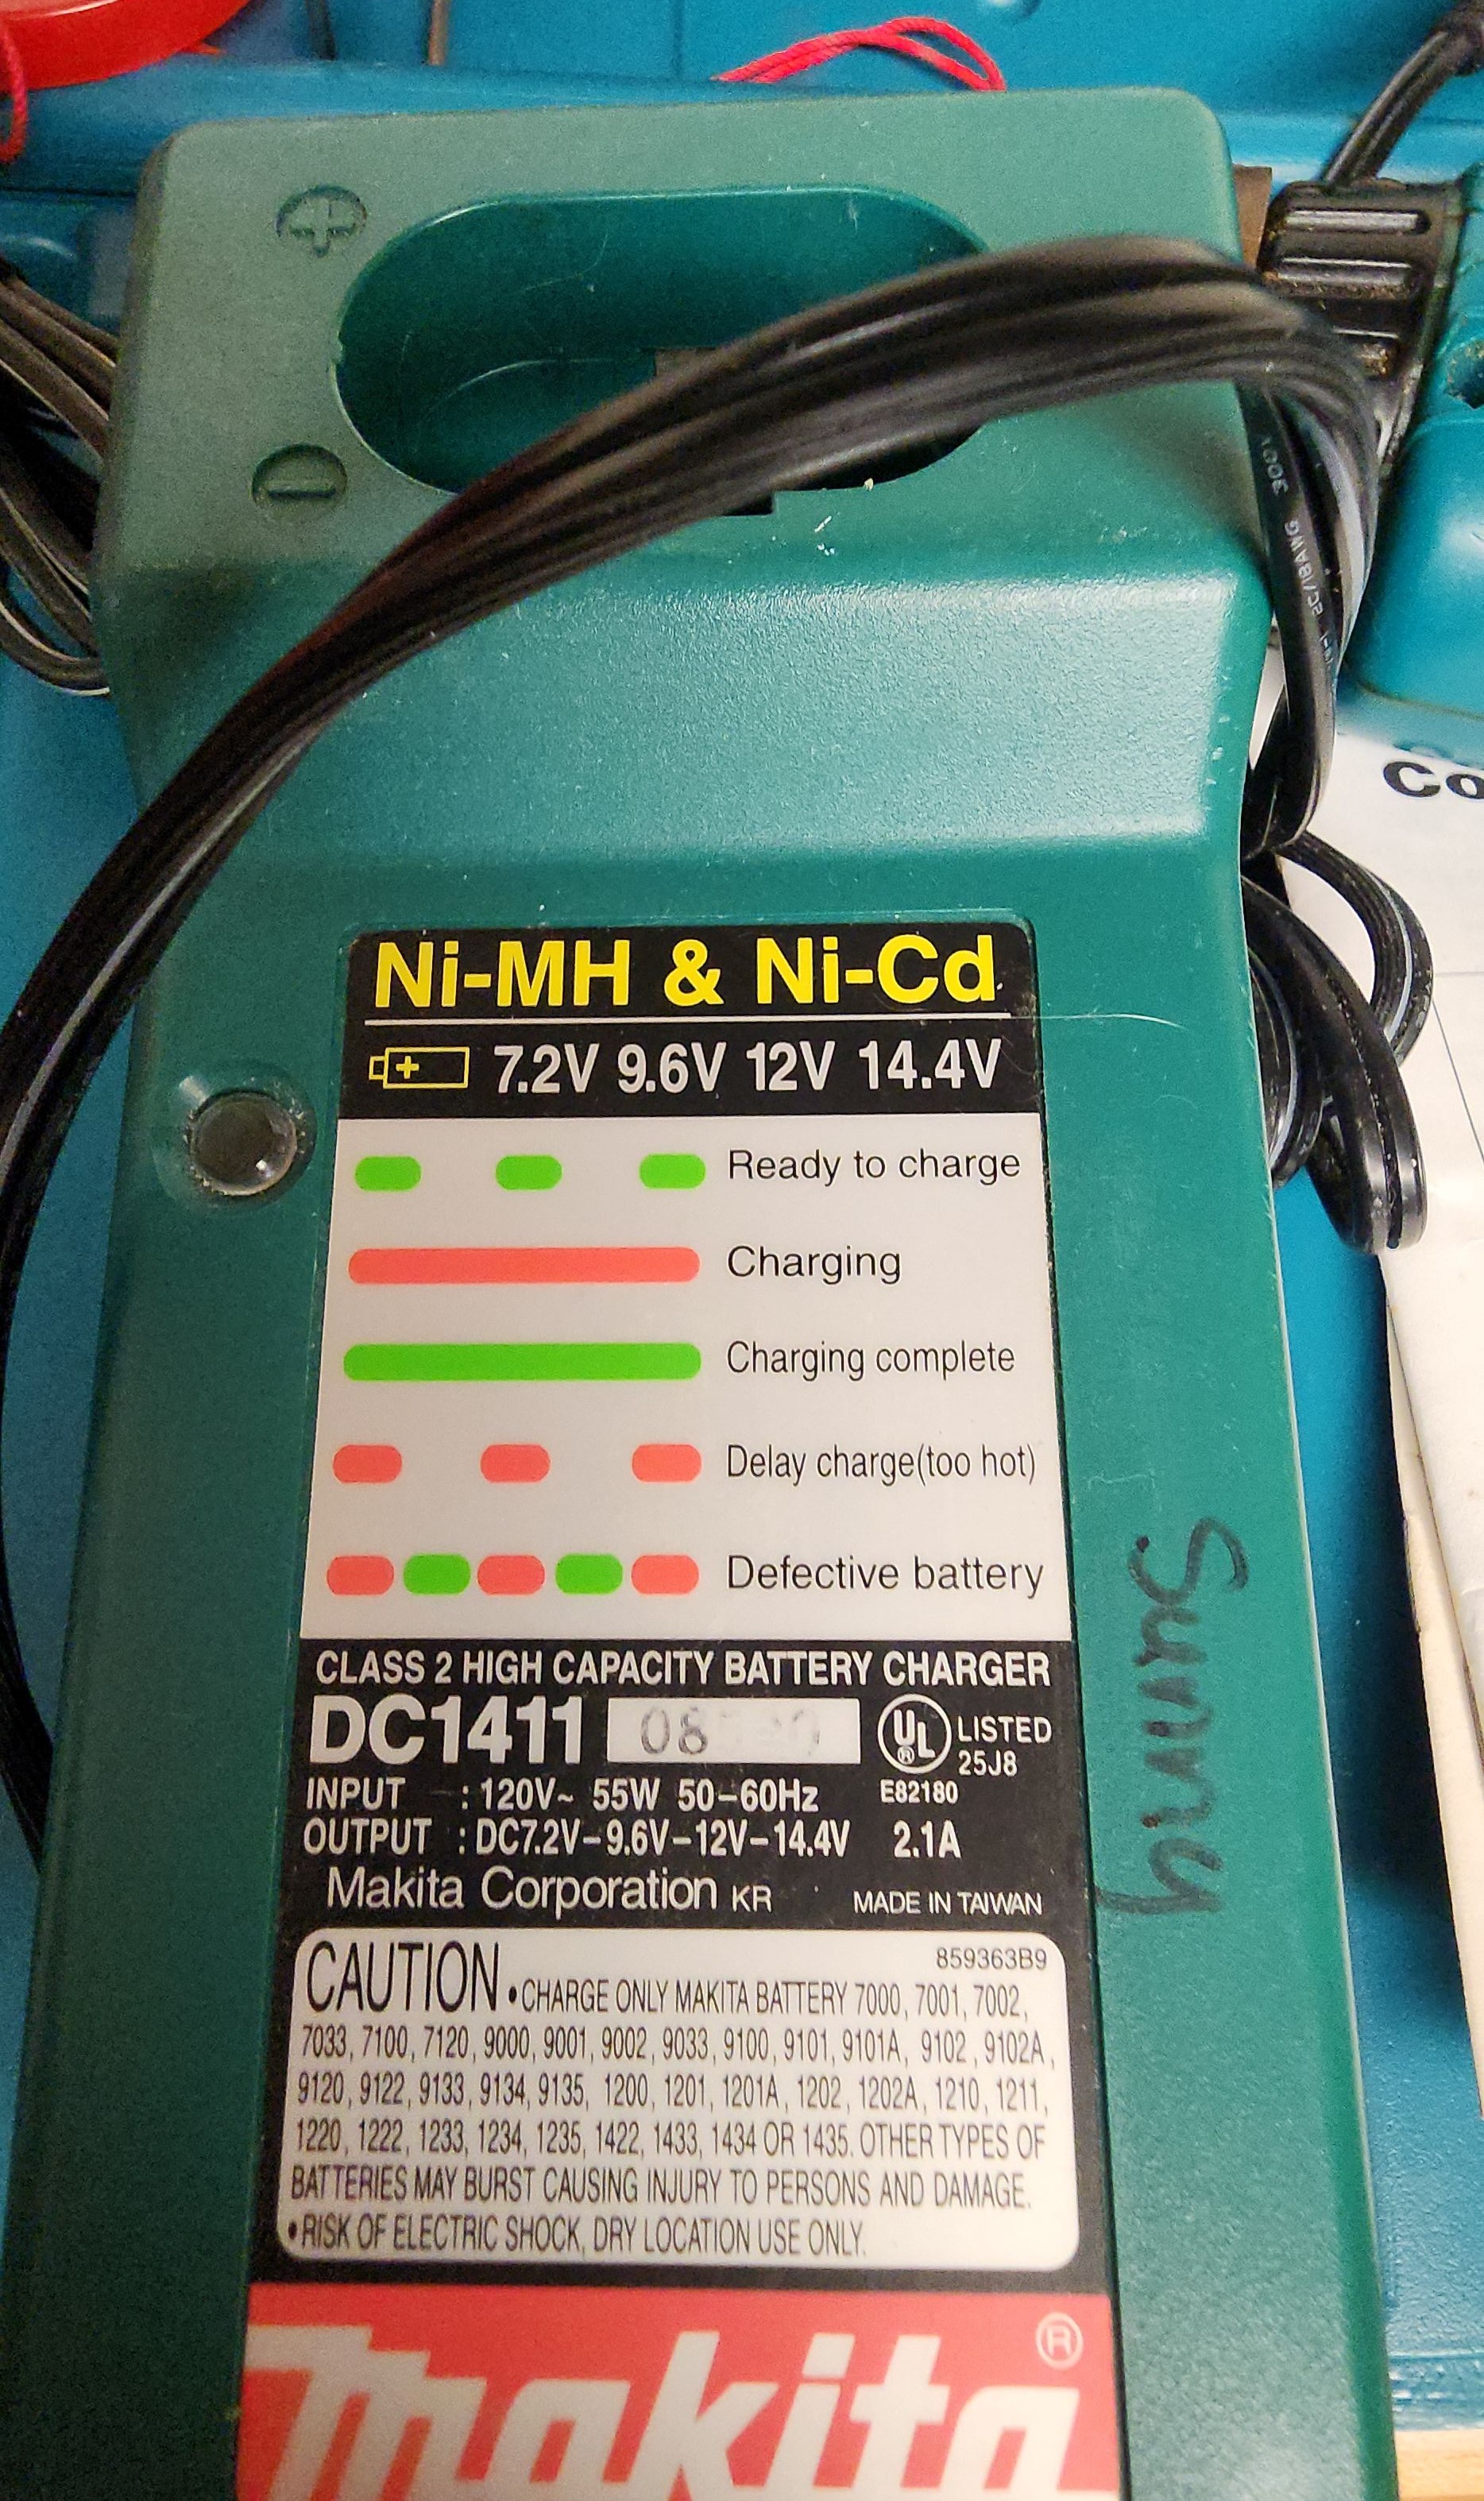 Ni-MH & Ni-Cd
7.2V 9.6V 12V 14.4V
Ready to charge
Charging
Charging complete
Delay charge(too hot)
Defective battery
CLASS 2 HIGH CAPACITY BATTERY CHARGER
DC1411 UL® LISTED
25J8
INPUT : 120V~ 55W 50-60Hz E82180
OUTPUT : DC7.2V-9.6V-12V-14.4V 2.1A
Makita Corporation KR MADE IN TAIWAN
859363B9
CAUTION •CHARGE ONLY MAKITA BATTERY 7000, 7001, 7002,
7033, 7100, 7120, 9000, 9001, 9002, 9033, 9100, 9101, 9101A, 9102, 9102A,
9120, 9122, 9133, 9134, 9135, 1200, 1201, 1201A, 1202, 1202A, 1210, 1211,
1220, 1222, 1233, 1234, 1235, 1422, 1433, 1434 OR 1435. OTHER TYPES OF
BATTERIES MAY BURST CAUSING INJURY TO PERSONS AND DAMAGE.
•RISK OF ELECTRIC SHOCK, DRY LOCATION USE ONLY.
makita®
Sunny